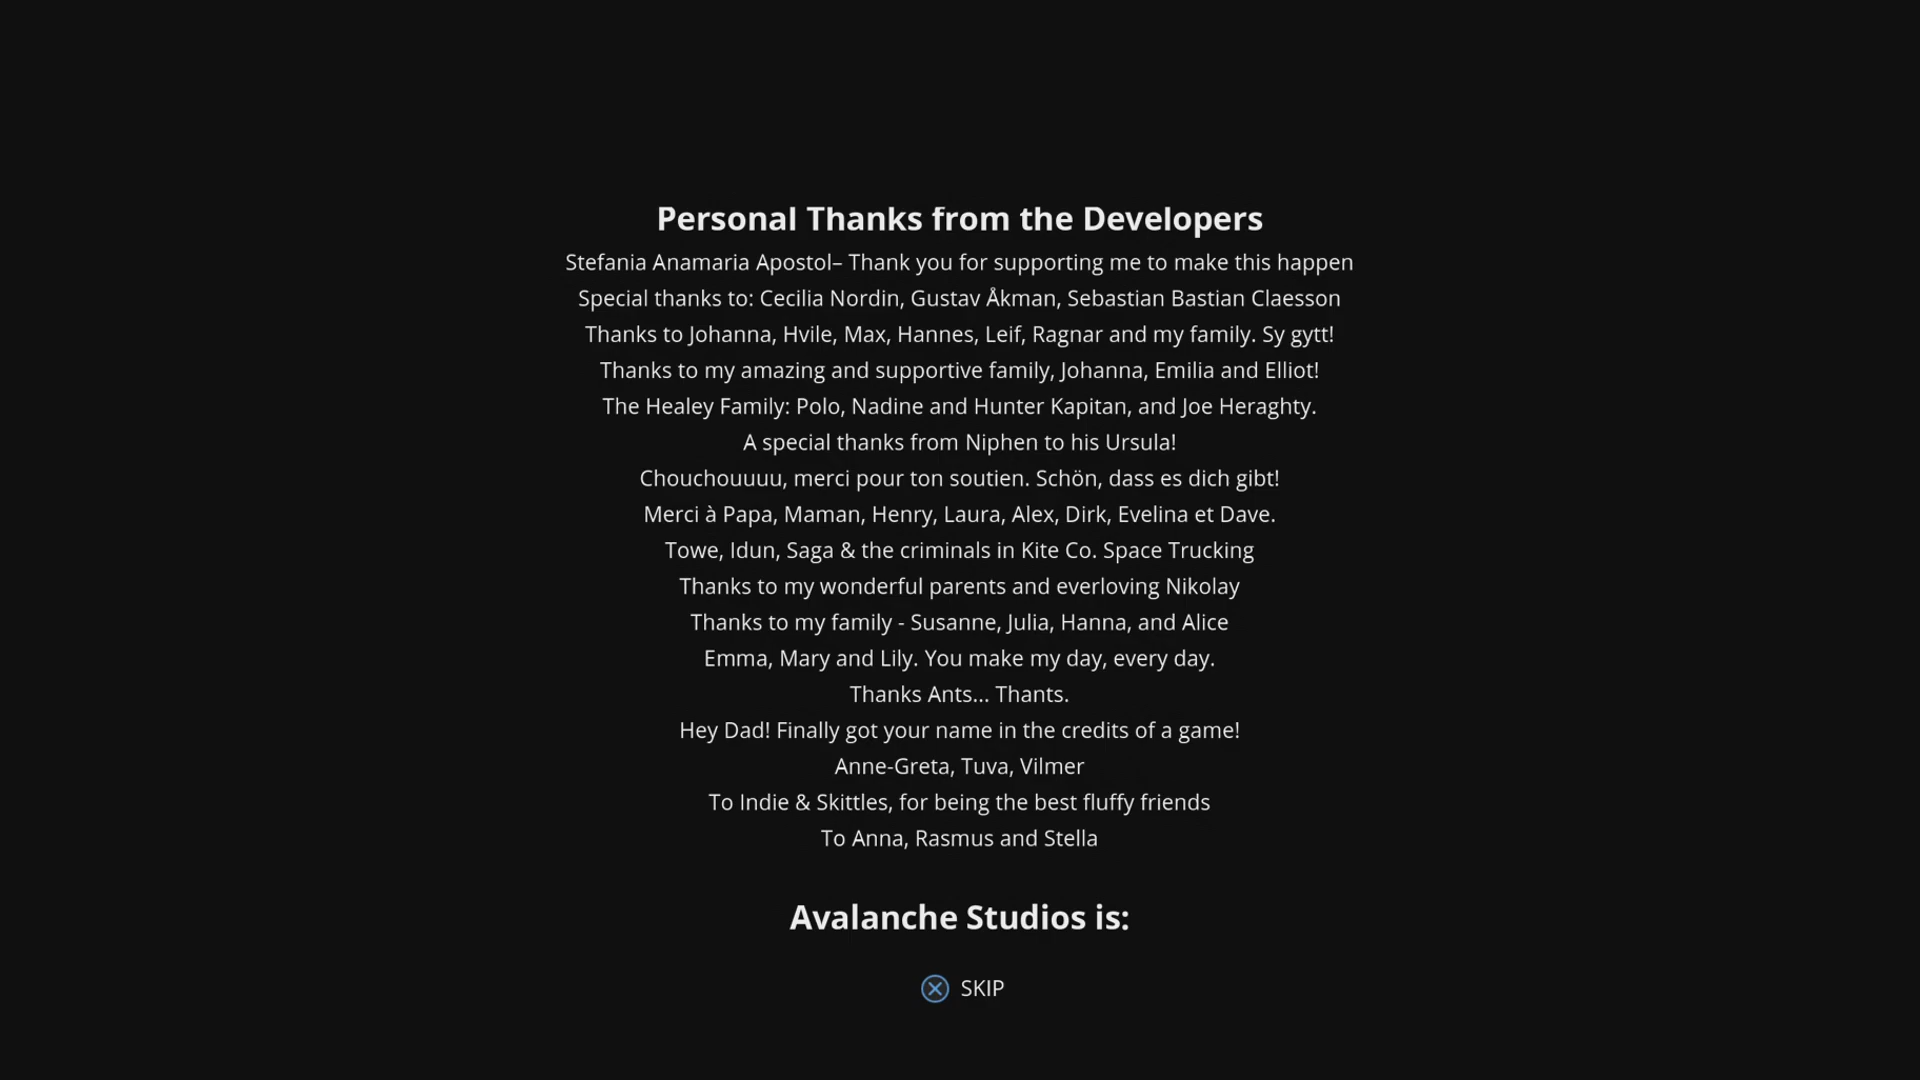 Personal Thanks from the Developers
Stefania Anamaria Apostol– Thank you for supporting me to make this happen
Special thanks to: Cecilia Nordin, Gustav Åkman, Sebastian Bastian Claesson
Thanks to Johanna, Hvile, Max, Hannes, Leif, Ragnar and my family. Sy gytt!
Thanks to my amazing and supportive family, Johanna, Emilia and Elliot!
The Healey Family: Polo, Nadine and Hunter Kapitan, and Joe Heraghty.
A special thanks from Niphen to his Ursula!
Chouchouuuu, merci pour ton soutien. Schön, dass es dich gibt!
Merci à Papa, Maman, Henry, Laura, Alex, Dirk, Evelina et Dave.
Towe, Idun, Saga & the criminals in Kite Co. Space Trucking
Thanks to my wonderful parents and everloving Nikolay
Thanks to my family - Susanne, Julia, Hanna, and Alice
Emma, Mary and Lily. You make my day, every day.
Thanks Ants... Thants.
Hey Dad! Finally got your name in the credits of a game!
Anne-Greta, Tuva, Vilmer
To Indie & Skittles, for being the best fluffy friends
To Anna, Rasmus and Stella
Avalanche Studios is:
SKIP